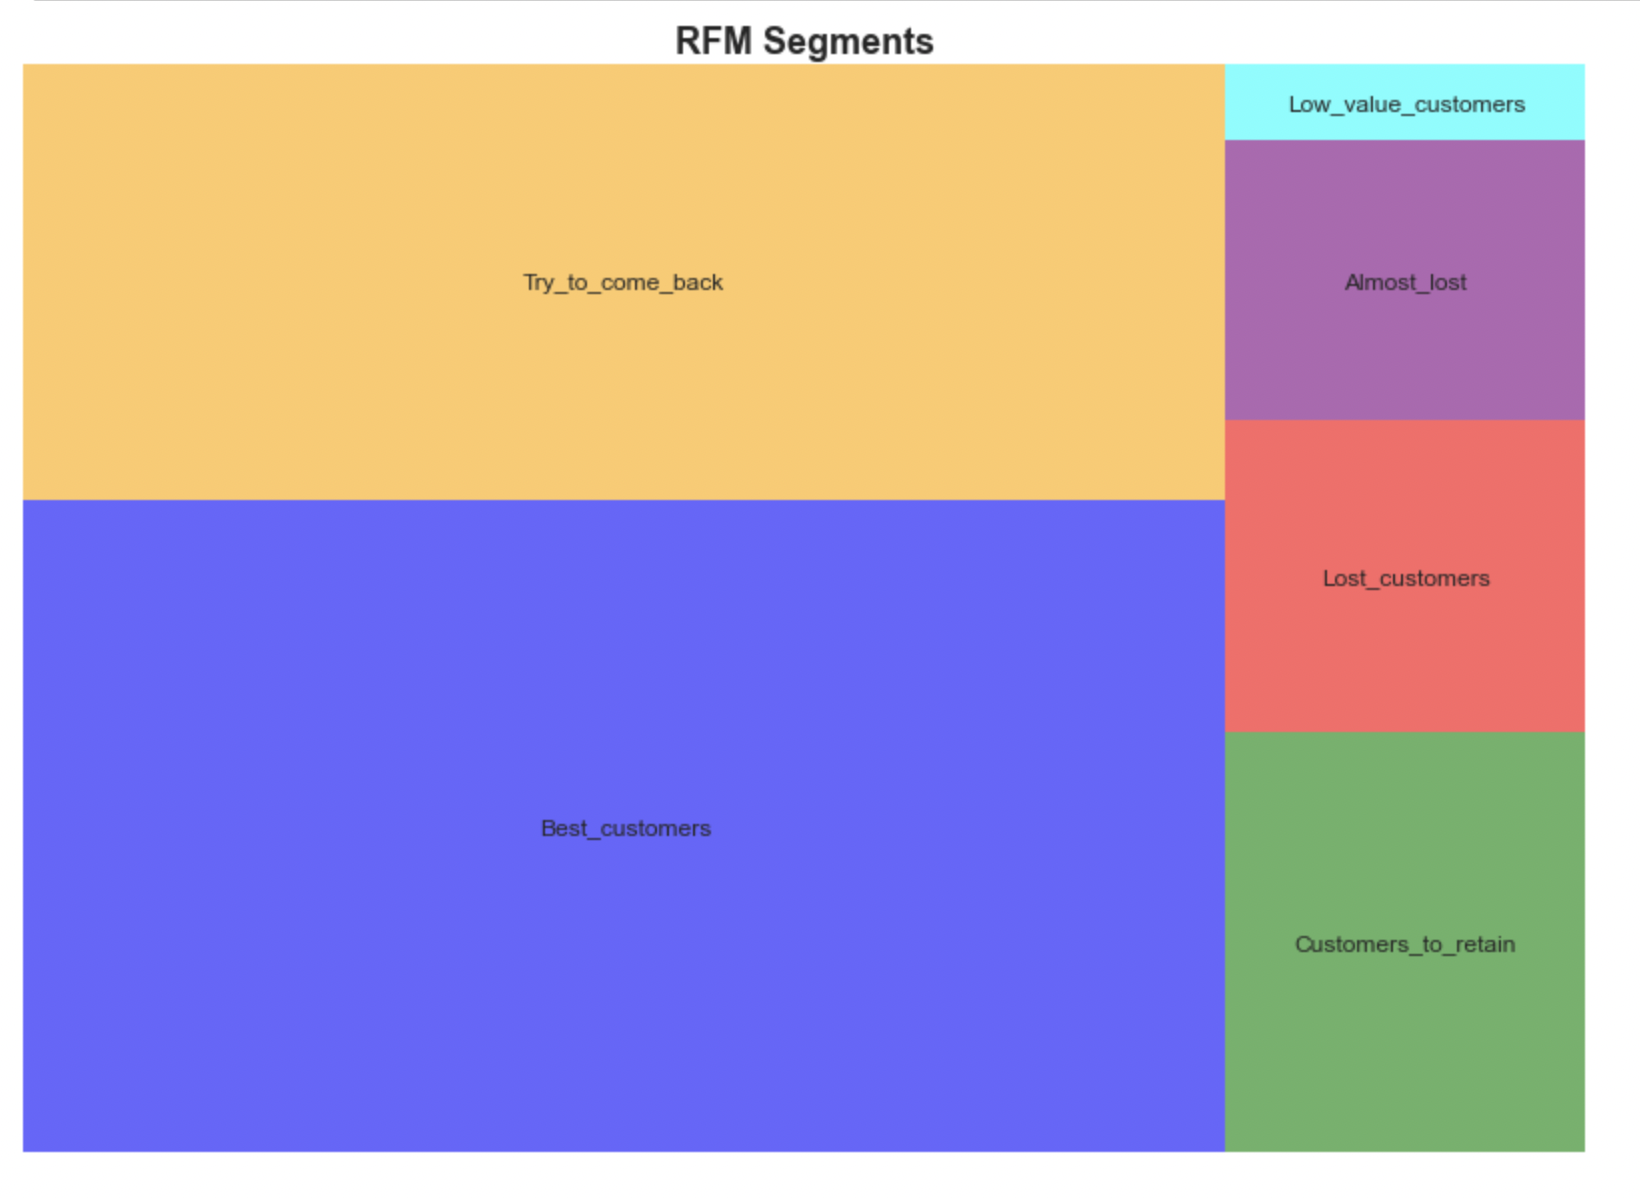 RFM Segments
Low_value_customers
Try_to_come_back
Almost_lost
Lost_customers
Best_customers
Customers_to_retain